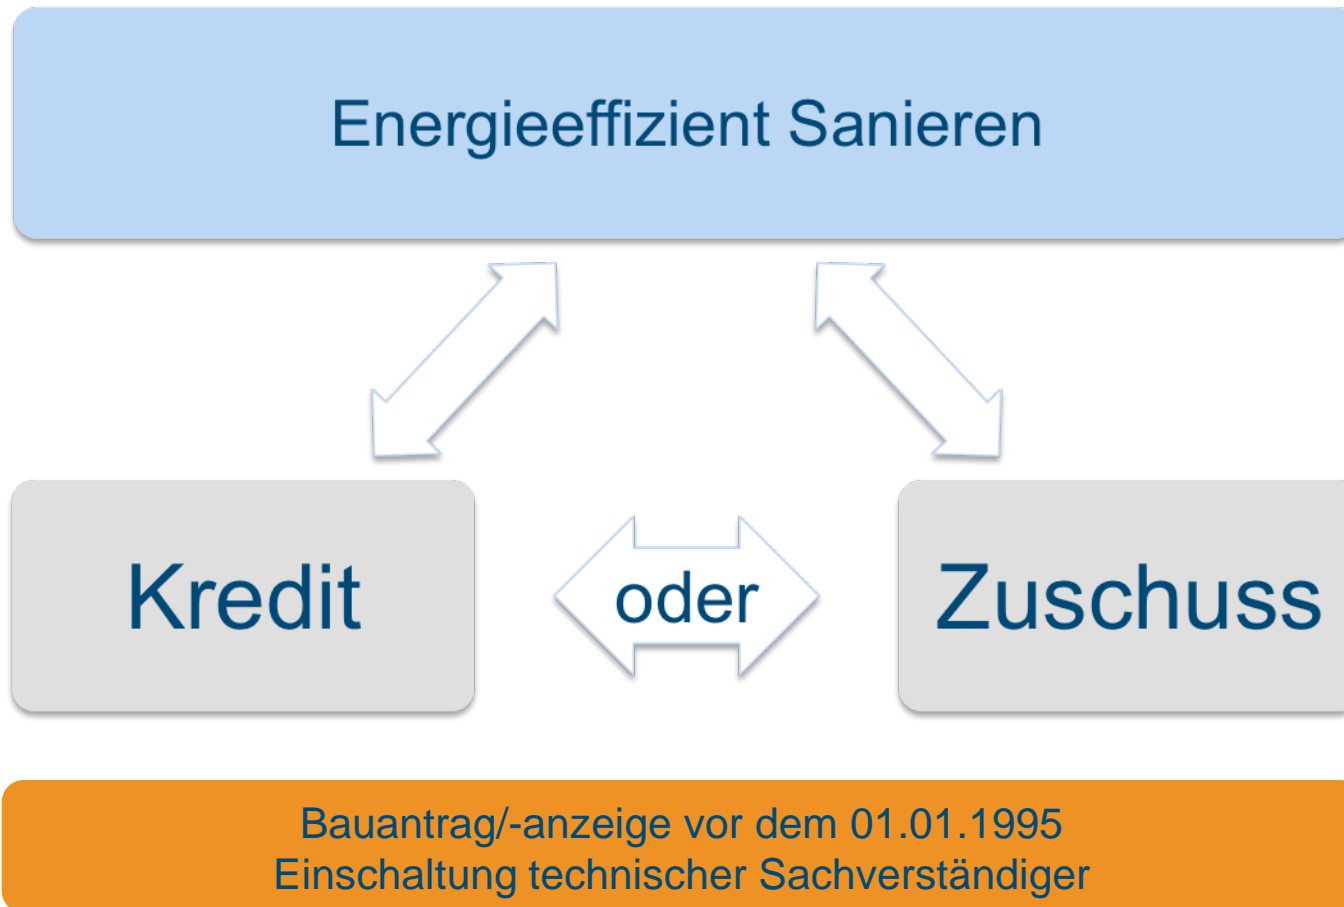 Energieeffizient Sanieren
Kredit
oder
Zuschuss
Bauantrag/-anzeige vor dem 01.01.1995
Einschaltung technischer Sachverständiger